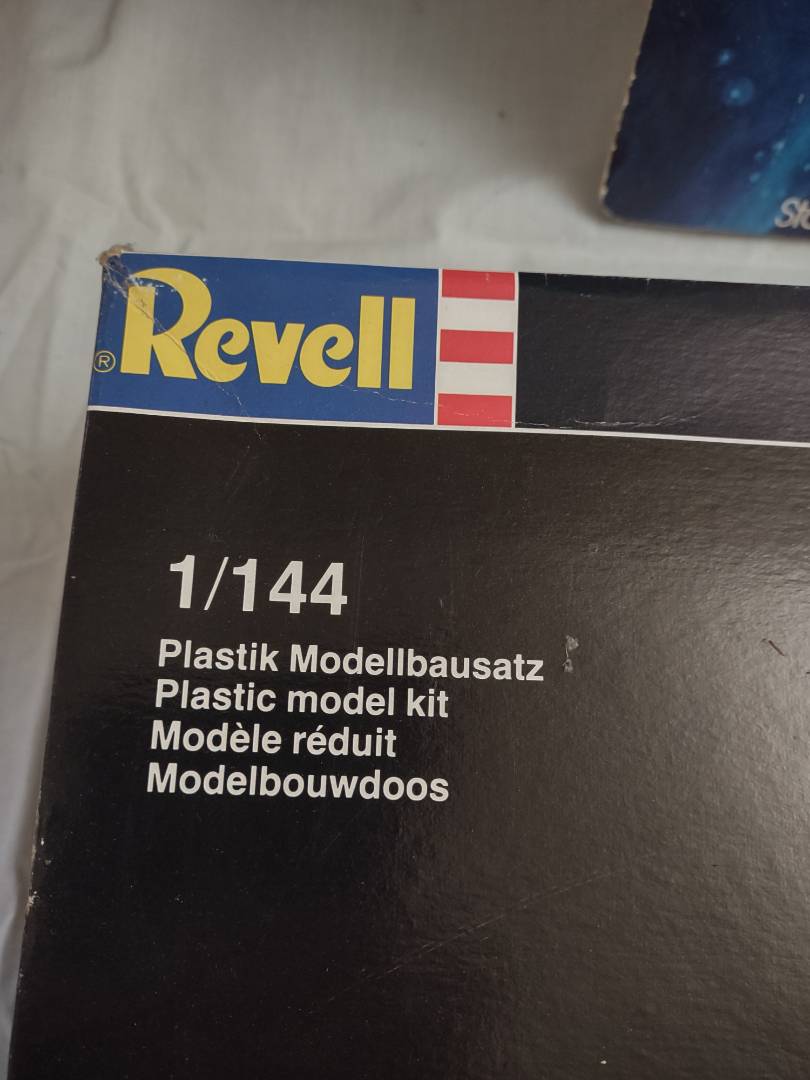 ® Revell
1/144
Plastik Modellbausatz
Plastic model kit
Modèle réduit
Modelbouwdoos